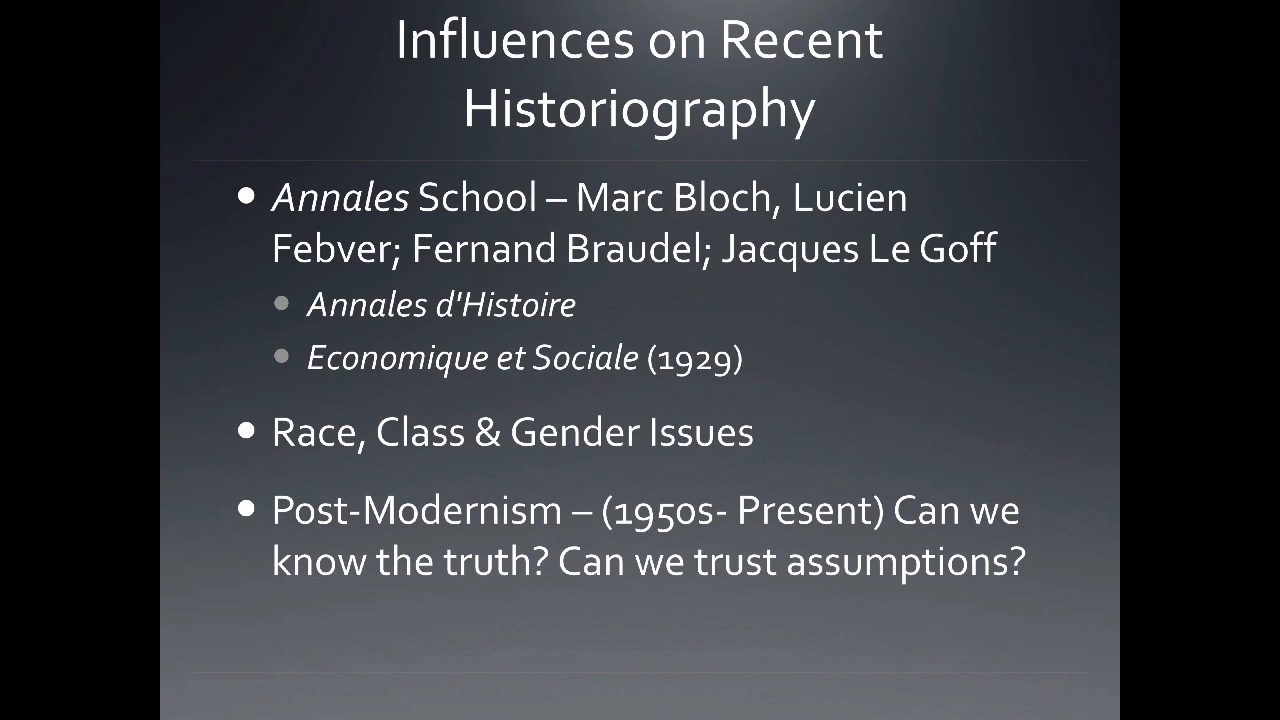 Influences on Recent
Historiography
• Annales School – Marc Bloch, Lucien
Febver; Fernand Braudel; Jacques Le Goff
• Annales d'Histoire
• Economique et Sociale (1929)
• Race, Class & Gender Issues
• Post-Modernism – (1950s- Present) Can we
know the truth? Can we trust assumptions?